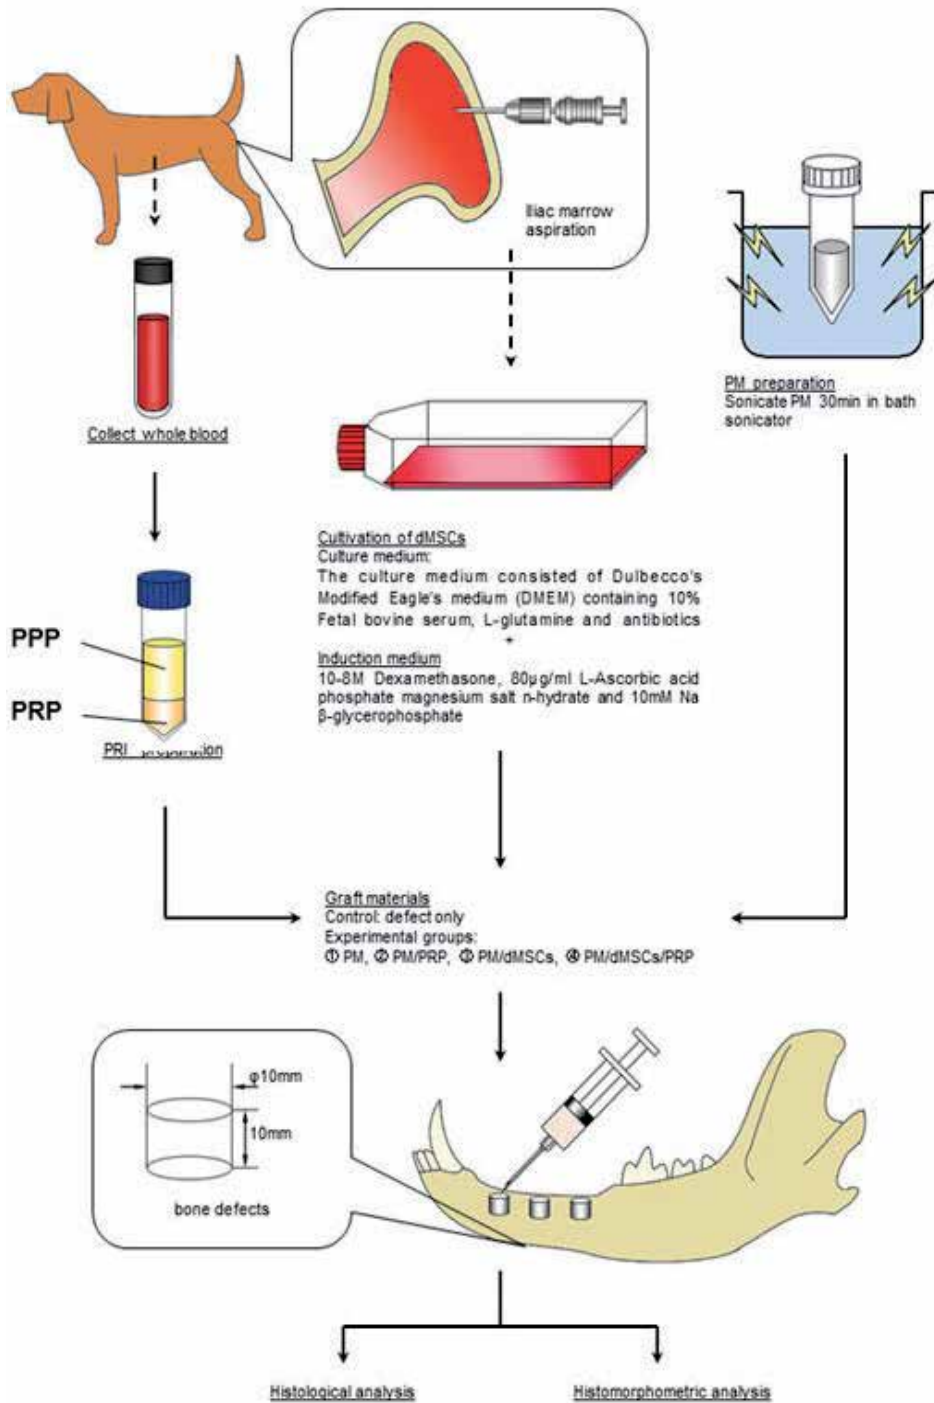 Iliac marrow
aspiration
Collect whole blood
PM preparation
Sonicate PM 30min in bath
sonicator
PPP
PRP
Cultivation of dMSCs
Culture medium:
The culture medium consisted of Dulbecco's
Modified Eagle's medium (DMEM) containing 10%
Fetal bovine serum, L-glutamine and antibiotics
+
Induction medium
10-8M Dexamethasone, 80µg/ml L-Ascorbic acid
phosphate magnesium salt n-hydrate and 10mM Na
β-glycerophosphate
Graft materials
Control: defect only
Experimental groups:
① PM, ② PM/PRP, ③ PM/dMSCs, ④ PM/dMSCs/PRP
φ10mm
10mm
bone defects
Histological analysis
Histomorphometric analysis